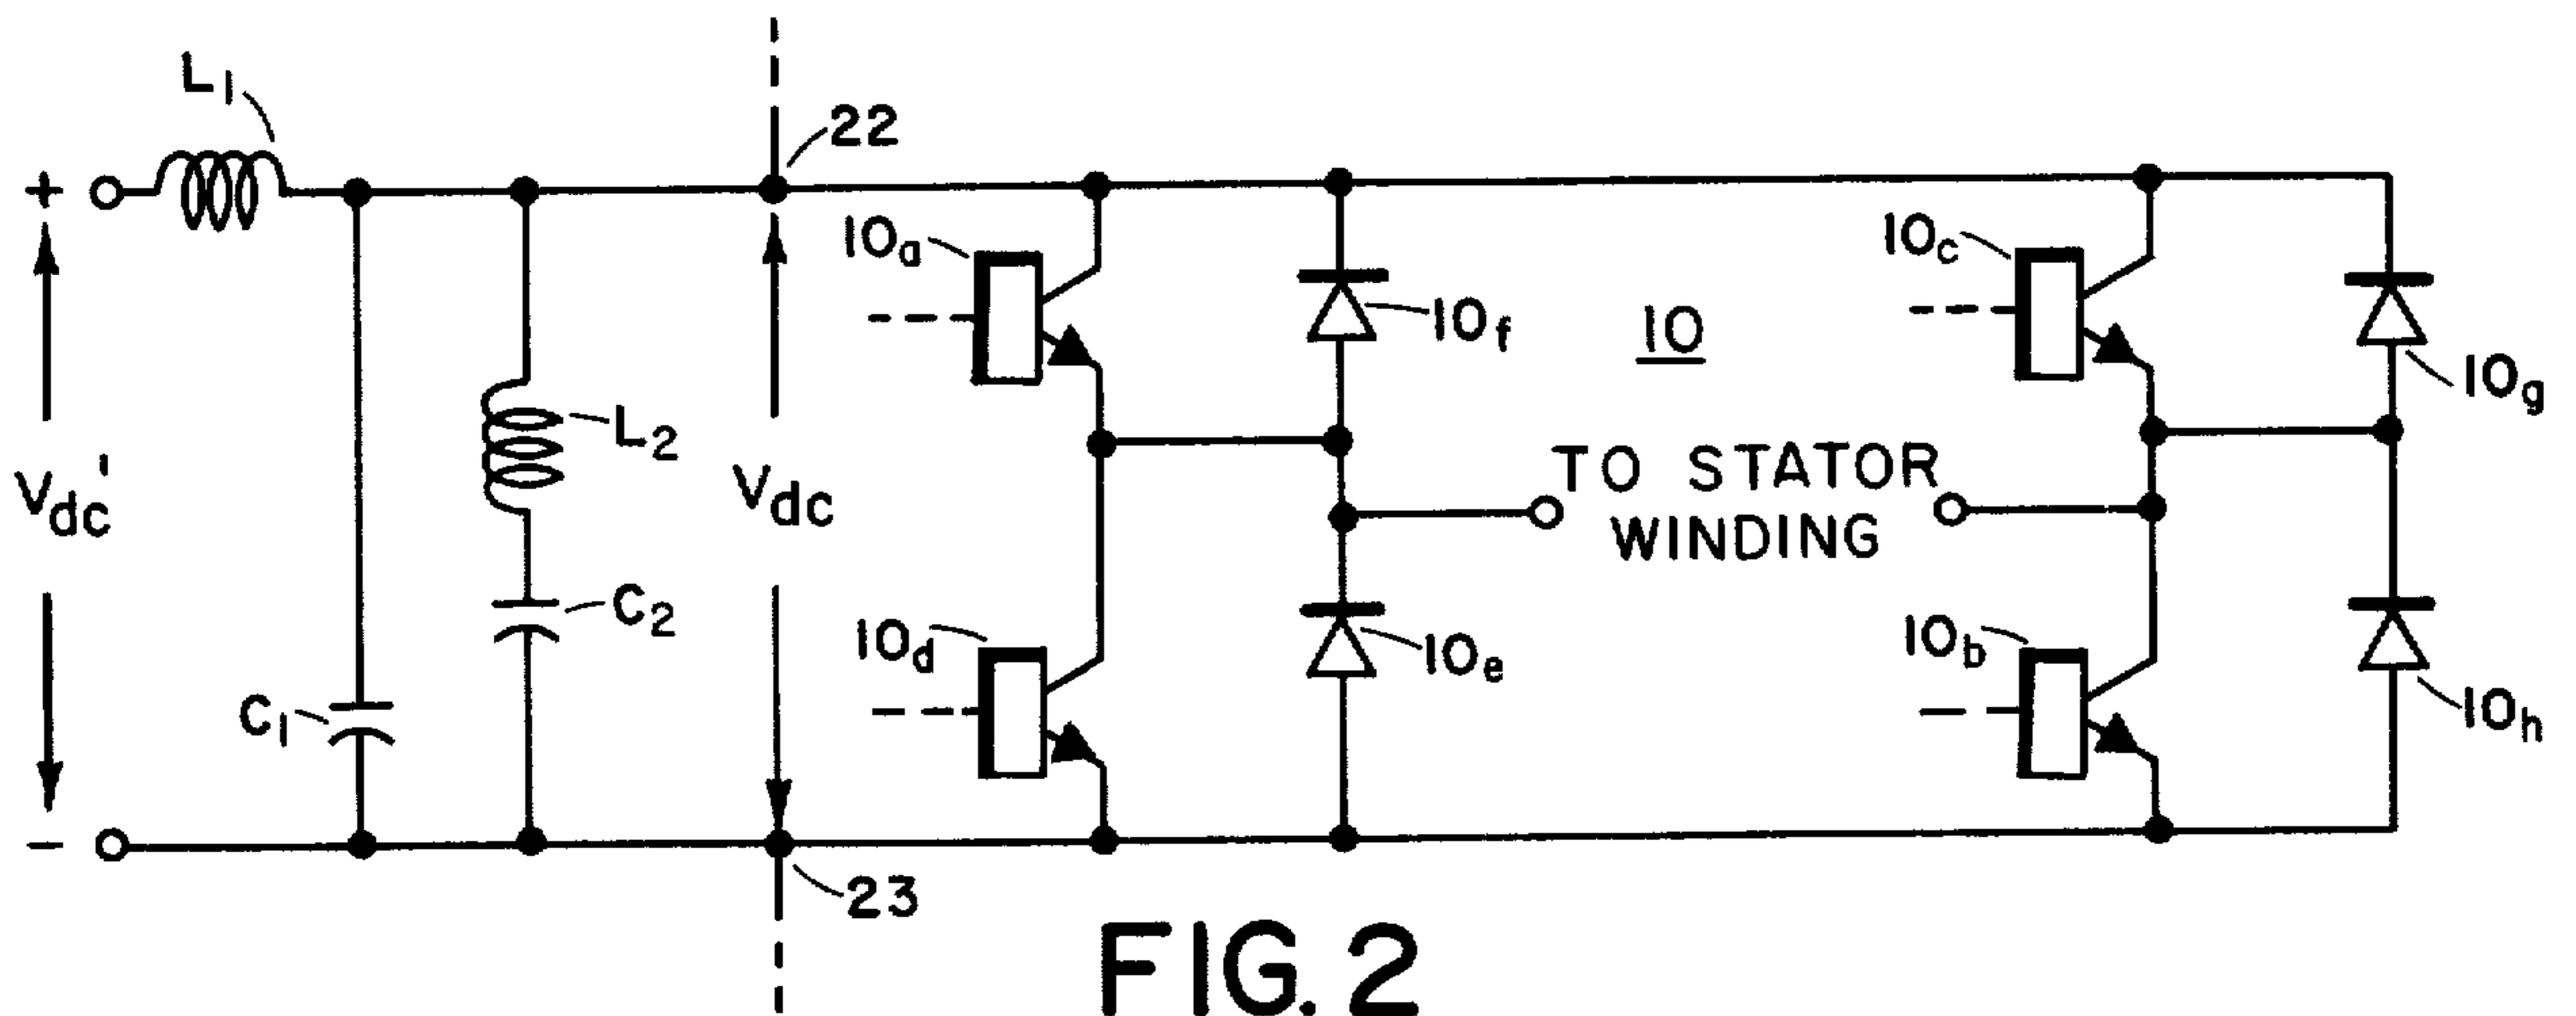 L1
22
+
10a
10c
10f
10
10g
L2
Vdc'
Vdc
TO STATOR
WINDING
C2
10d
10e
10b
C1
10h
–
23
FIG. 2